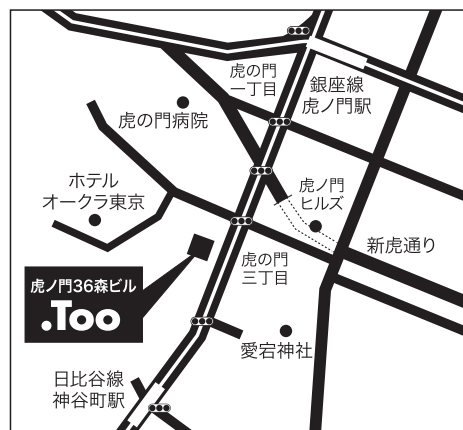 虎の門
一丁目
銀座線
虎ノ門駅
虎の門病院
ホテル
オークラ東京
虎ノ門
ヒルズ
新虎通り
虎の門
三丁目
虎ノ門36森ビル
.Too
愛宕神社
日比谷線
神谷町駅